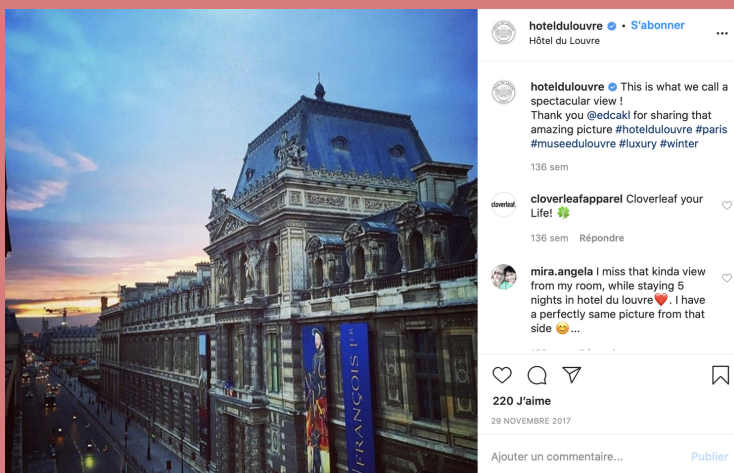 hoteldulouvre • S'abonner
Hôtel du Louvre
hoteldulouvre This is what we call a
spectacular view !
Thank you @edcakl for sharing that
amazing picture #hoteldulouvre #paris
#museedulouvre #luxury #winter
136 sem
cloverleaf.
cloverleafapparel Cloverleaf your
Life! 🍀
136 sem Répondre
mira.angela I miss that kinda view
from my room, while staying 5
nights in hotel du louvre❤️. I have
a perfectly same picture from that
side 😊...
220 J'aime
29 NOVEMBRE 2017
Ajouter un commentaire... Publier
FRANÇOIS IER